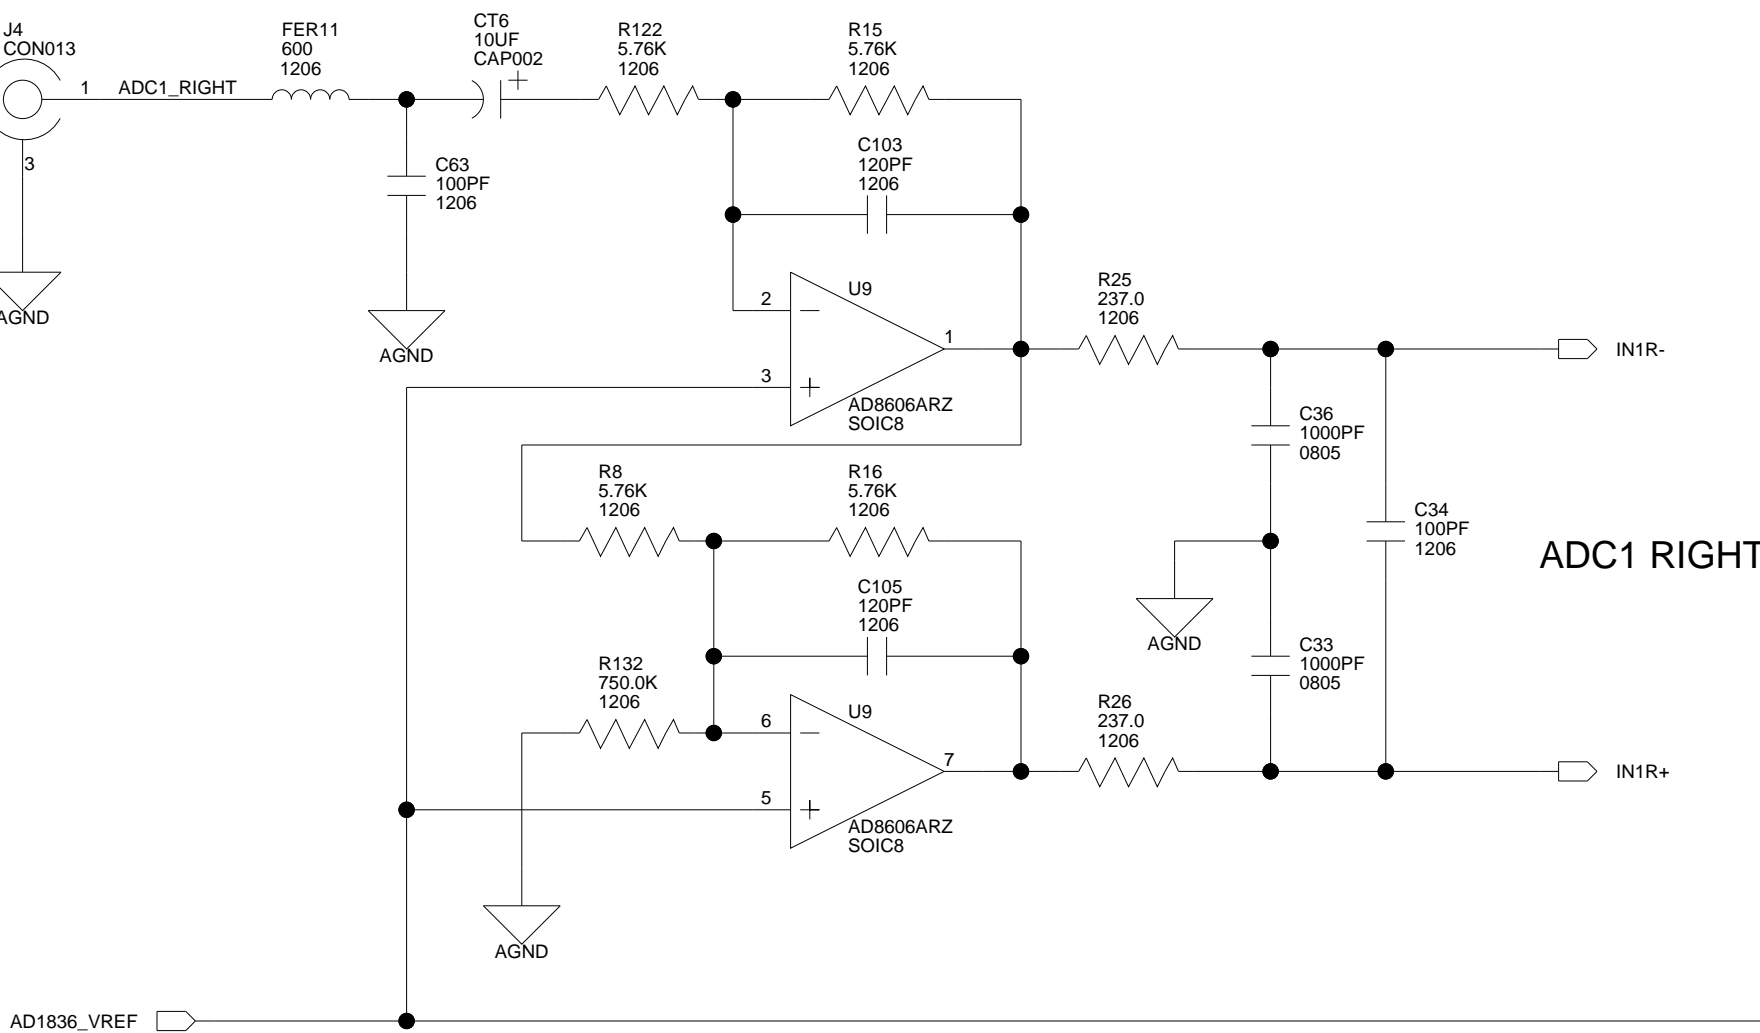 J4
CON013
1
ADC1_RIGHT
3
AGND
FER11
600
1206
C63
100PF
1206
AGND
CT6
10UF
CAP002
+
R122
5.76K
1206
R15
5.76K
1206
C103
120PF
1206
U9
2
3
1
AD8606ARZ
SOIC8
R25
237.0
1206
IN1R-
C36
1000PF
0805
C34
100PF
1206
ADC1 RIGHT
AGND
C33
1000PF
0805
R8
5.76K
1206
R16
5.76K
1206
C105
120PF
1206
R132
750.0K
1206
AGND
U9
6
5
7
AD8606ARZ
SOIC8
R26
237.0
1206
IN1R+
AD1836_VREF